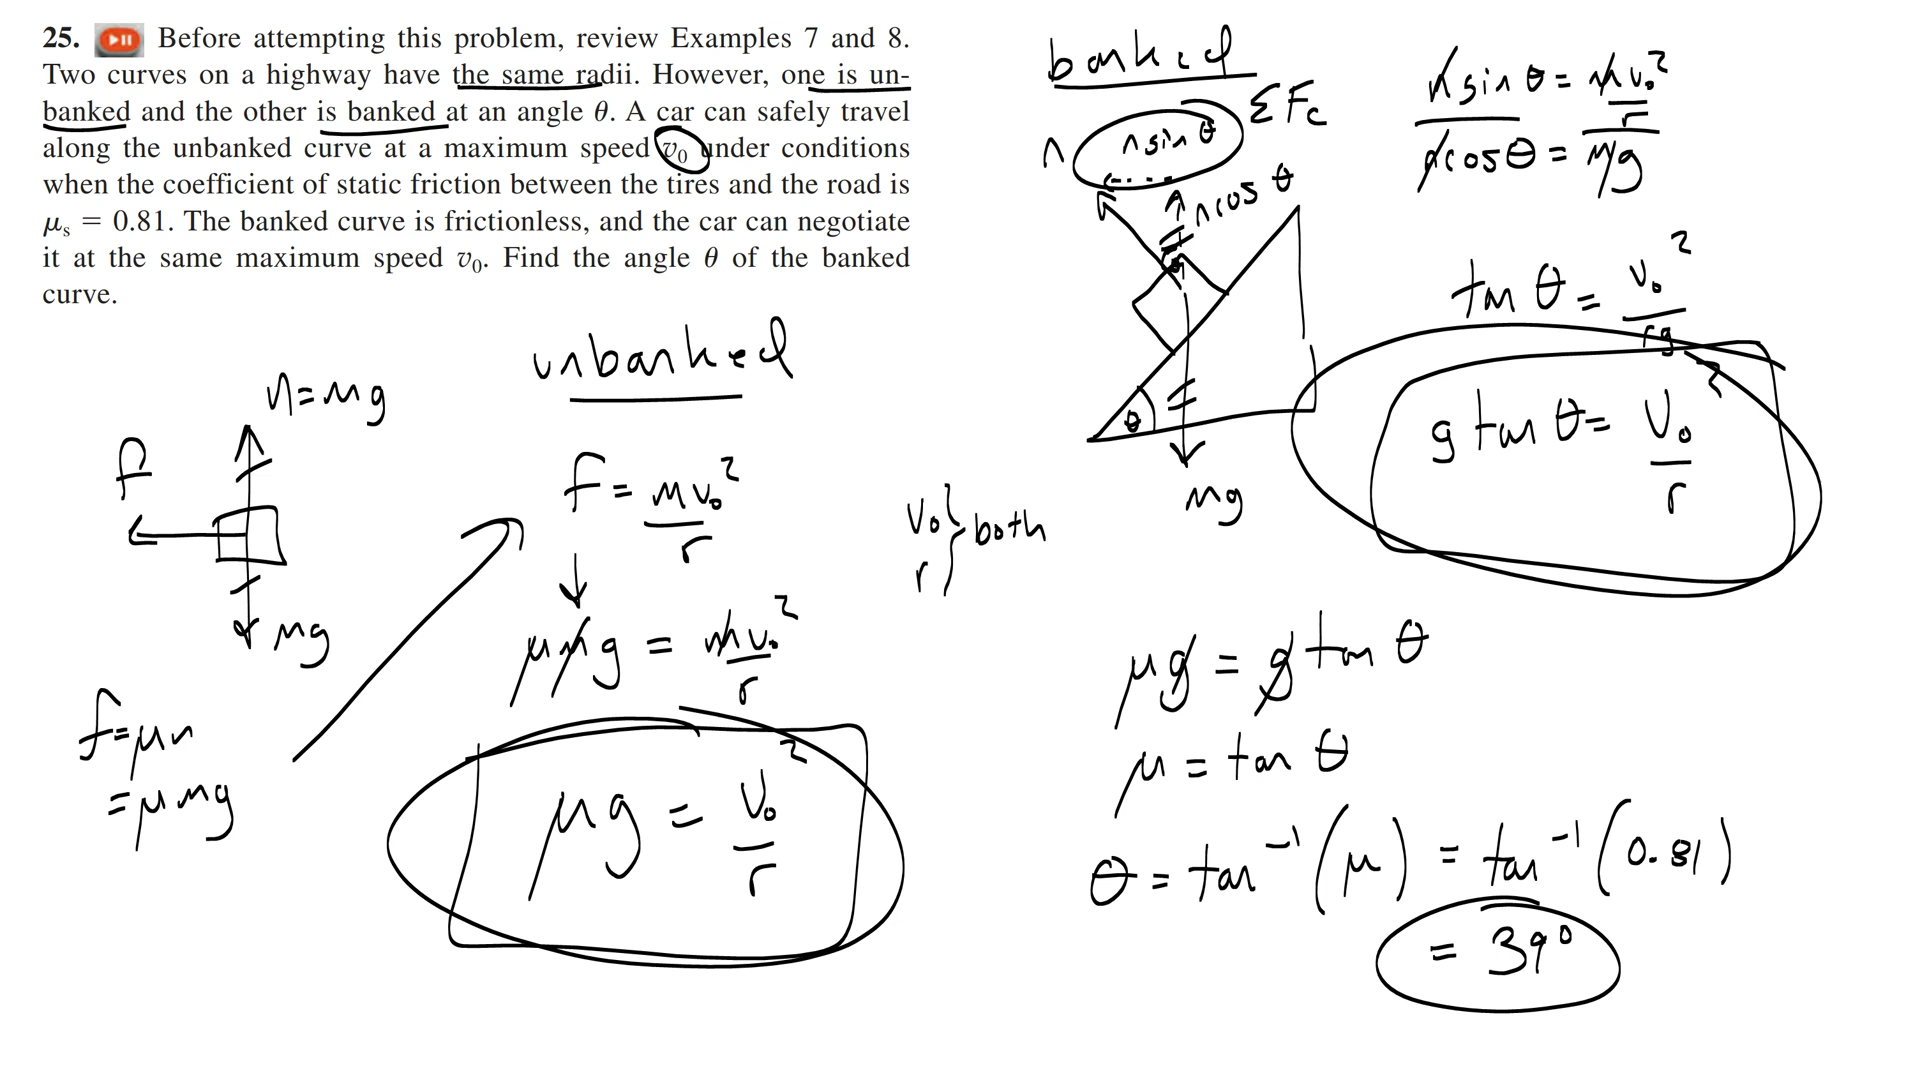 25. Before attempting this problem, review Examples 7 and 8.
Two curves on a highway have the same radii. However, one is un-
banked and the other is banked at an angle θ. A car can safely travel
along the unbanked curve at a maximum speed v₀ under conditions
when the coefficient of static friction between the tires and the road is
μₛ = 0.81. The banked curve is frictionless, and the car can negotiate
it at the same maximum speed v₀. Find the angle θ of the banked
curve.
unbanked
n=mg
f
mg
f=μn
=μmg
f = mv₀²/r
μmg = mv₀²/r
μg = v₀²/r
v₀ } both
r
banked
ΣFc
n
n sin θ
n cos θ
θ
θ
mg
n sin θ = mv₀²/r
n cos θ = mg
tan θ = v₀²/rg
g tan θ = v₀²/r
μg = g tan θ
μ = tan θ
θ = tan⁻¹(μ) = tan⁻¹(0.81)
= 39°